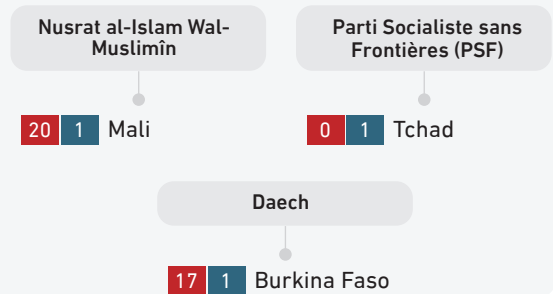 Nusrat al-Islam Wal-
Muslimîn
20 1 Mali
Parti Socialiste sans
Frontières (PSF)
0 1 Tchad
Daech
17 1 Burkina Faso